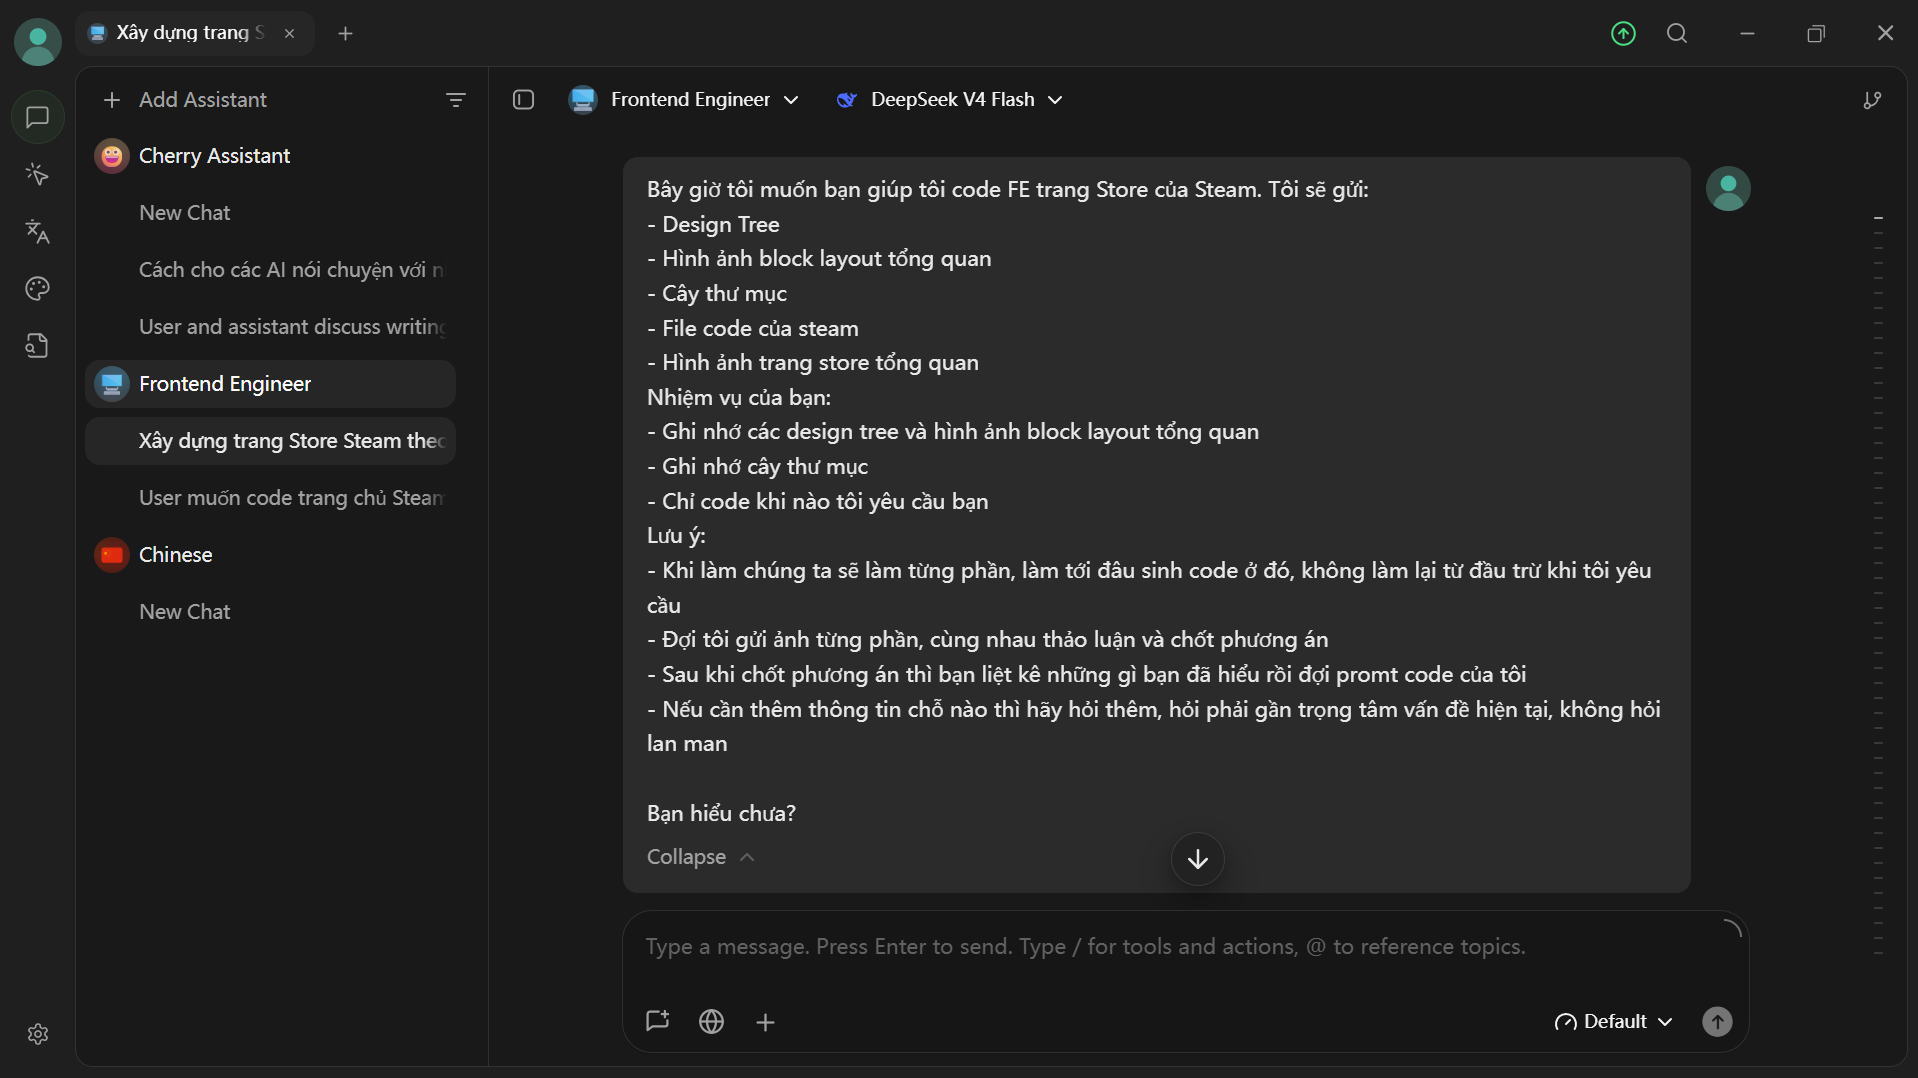 Xây dựng trang S
Add Assistant
Cherry Assistant
New Chat
Cách cho các AI nói chuyện với n
User and assistant discuss writing
Frontend Engineer
Xây dựng trang Store Steam theo
User muốn code trang chủ Steam
Chinese
New Chat
Frontend Engineer
DeepSeek V4 Flash
Bây giờ tôi muốn bạn giúp tôi code FE trang Store của Steam. Tôi sẽ gửi:
- Design Tree
- Hình ảnh block layout tổng quan
- Cây thư mục
- File code của steam
- Hình ảnh trang store tổng quan
Nhiệm vụ của bạn:
- Ghi nhớ các design tree và hình ảnh block layout tổng quan
- Ghi nhớ cây thư mục
- Chỉ code khi nào tôi yêu cầu bạn
Lưu ý:
- Khi làm chúng ta sẽ làm từng phần, làm tới đâu sinh code ở đó, không làm lại từ đầu trừ khi tôi yêu
cầu
- Đợi tôi gửi ảnh từng phần, cùng nhau thảo luận và chốt phương án
- Sau khi chốt phương án thì bạn liệt kê những gì bạn đã hiểu rồi đợi promt code của tôi
- Nếu cần thêm thông tin chỗ nào thì hãy hỏi thêm, hỏi phải gần trọng tâm vấn đề hiện tại, không hỏi
lan man
Bạn hiểu chưa?
Collapse
Type a message. Press Enter to send. Type / for tools and actions, @ to reference topics.
Default